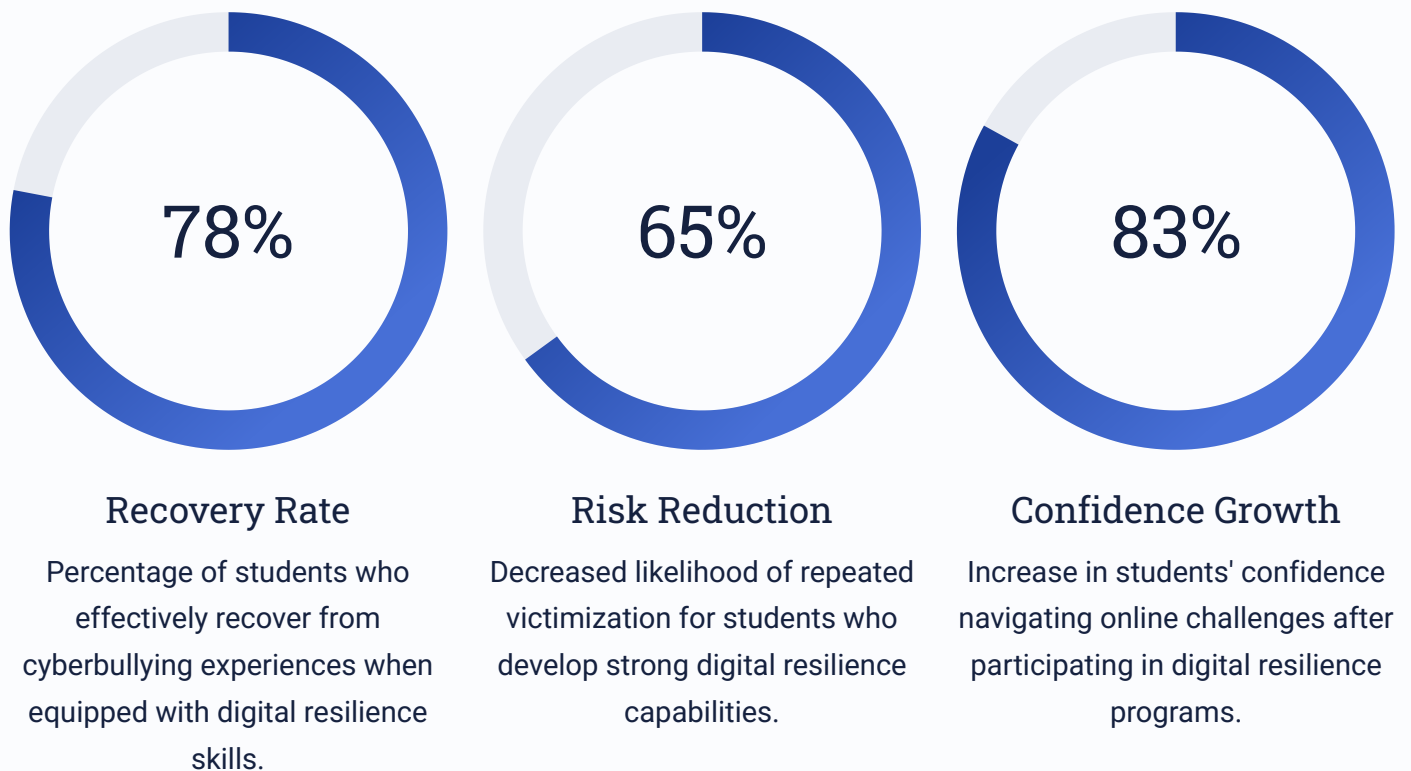 78%
Recovery Rate
Percentage of students who
effectively recover from
cyberbullying experiences when
equipped with digital resilience
skills.
65%
Risk Reduction
Decreased likelihood of repeated
victimization for students who
develop strong digital resilience
capabilities.
83%
Confidence Growth
Increase in students' confidence
navigating online challenges after
participating in digital resilience
programs.